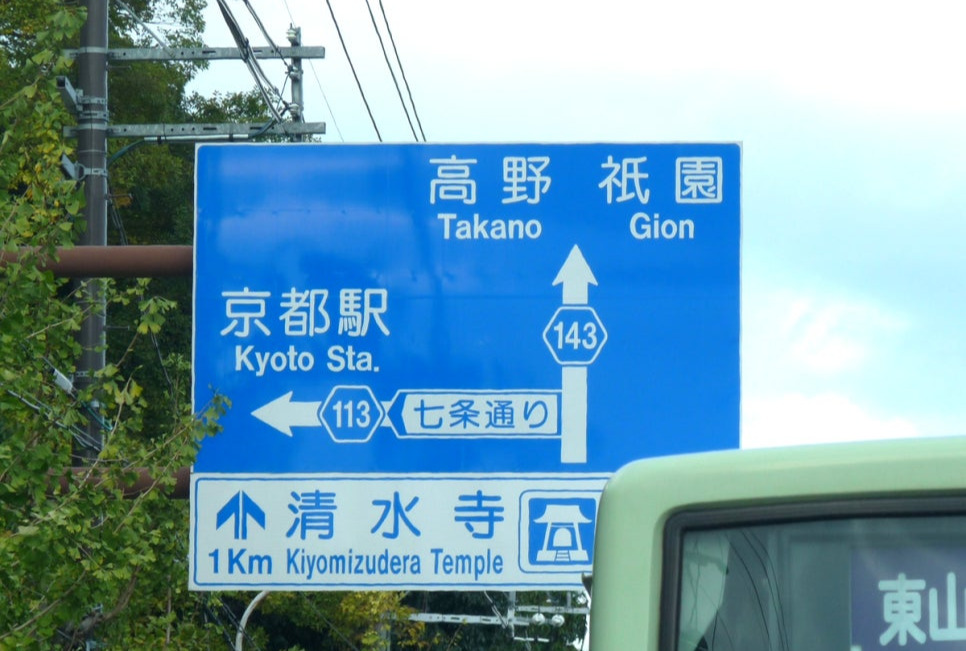 高野 祇園
Takano Gion
京都駅
Kyoto Sta.
143
113 七条通り
清水寺
1Km Kiyomizudera Temple
東山